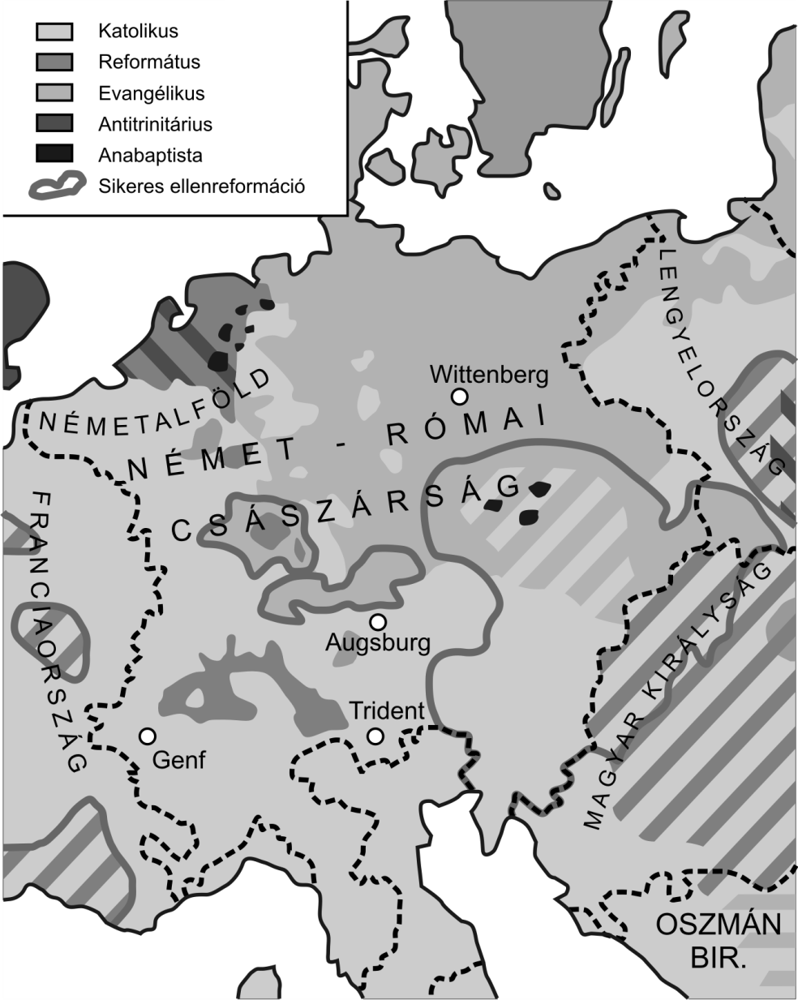 Katolikus
Református
Evangélikus
Antitrinitárius
Anabaptista
Sikeres ellenreformáció
LENGYELORSZÁG
Wittenberg
NÉMETALFÖLD
NÉMET - RÓMAI
CSÁSZÁRSÁG
FRANCIAORSZÁG
MAGYAR KIRÁLYSÁG
Augsburg
Trident
Genf
OSZMÁN
BIR.